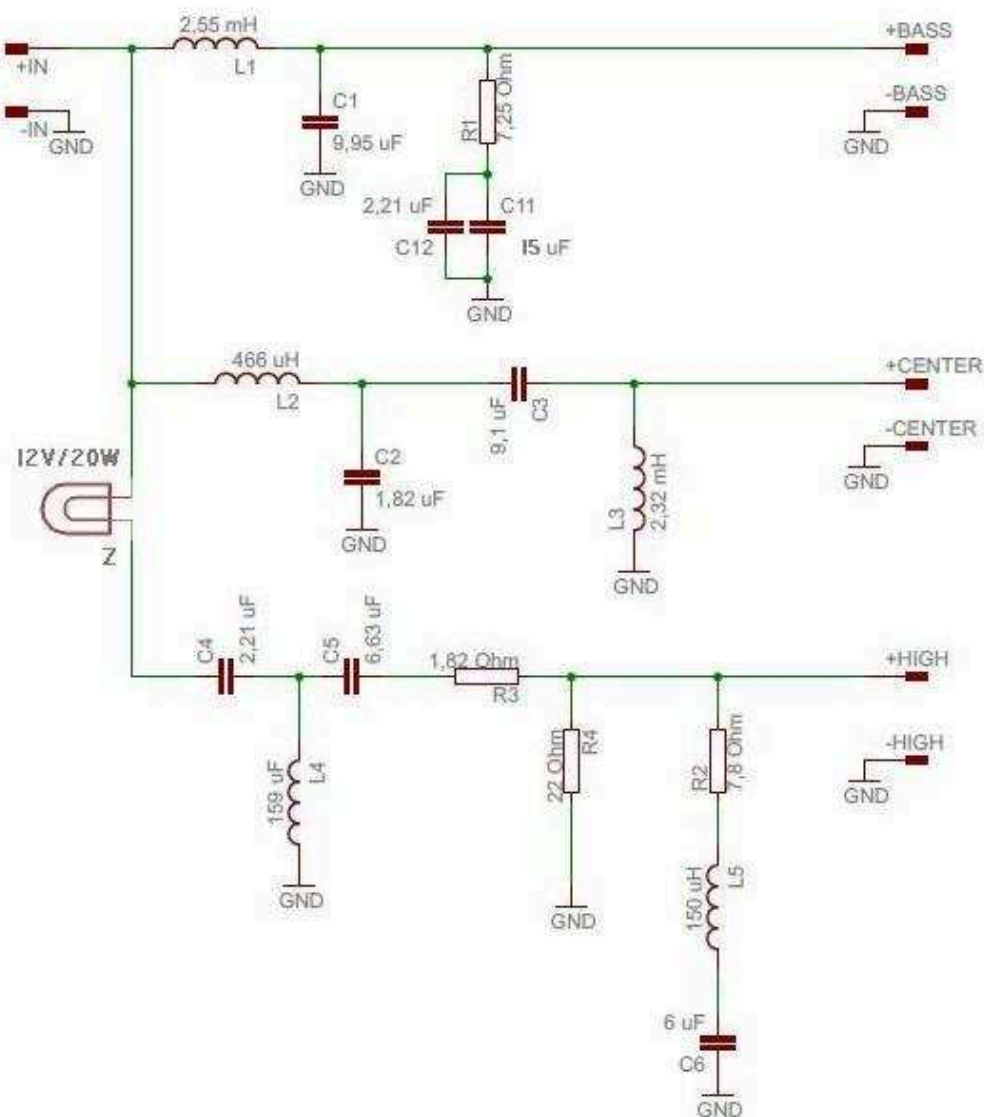 2,55 mH
L1
+IN
-IN
GND
C1
9,95 uF
GND
R1
7,25 Ohm
2,21 uF
C12
C11
15 uF
GND
+BASS
-BASS
GND
466 uH
L2
C2
1,82 uF
GND
9,1 uF
C3
L3
2,32 mH
GND
+CENTER
-CENTER
GND
12V/20W
Z
C4
2,21 uF
C5
6,63 uF
1,82 Ohm
R3
159 uF
L4
GND
22 Ohm
R4
GND
R2
7,8 Ohm
150 uH
L5
6 uF
C6
GND
+HIGH
-HIGH
GND